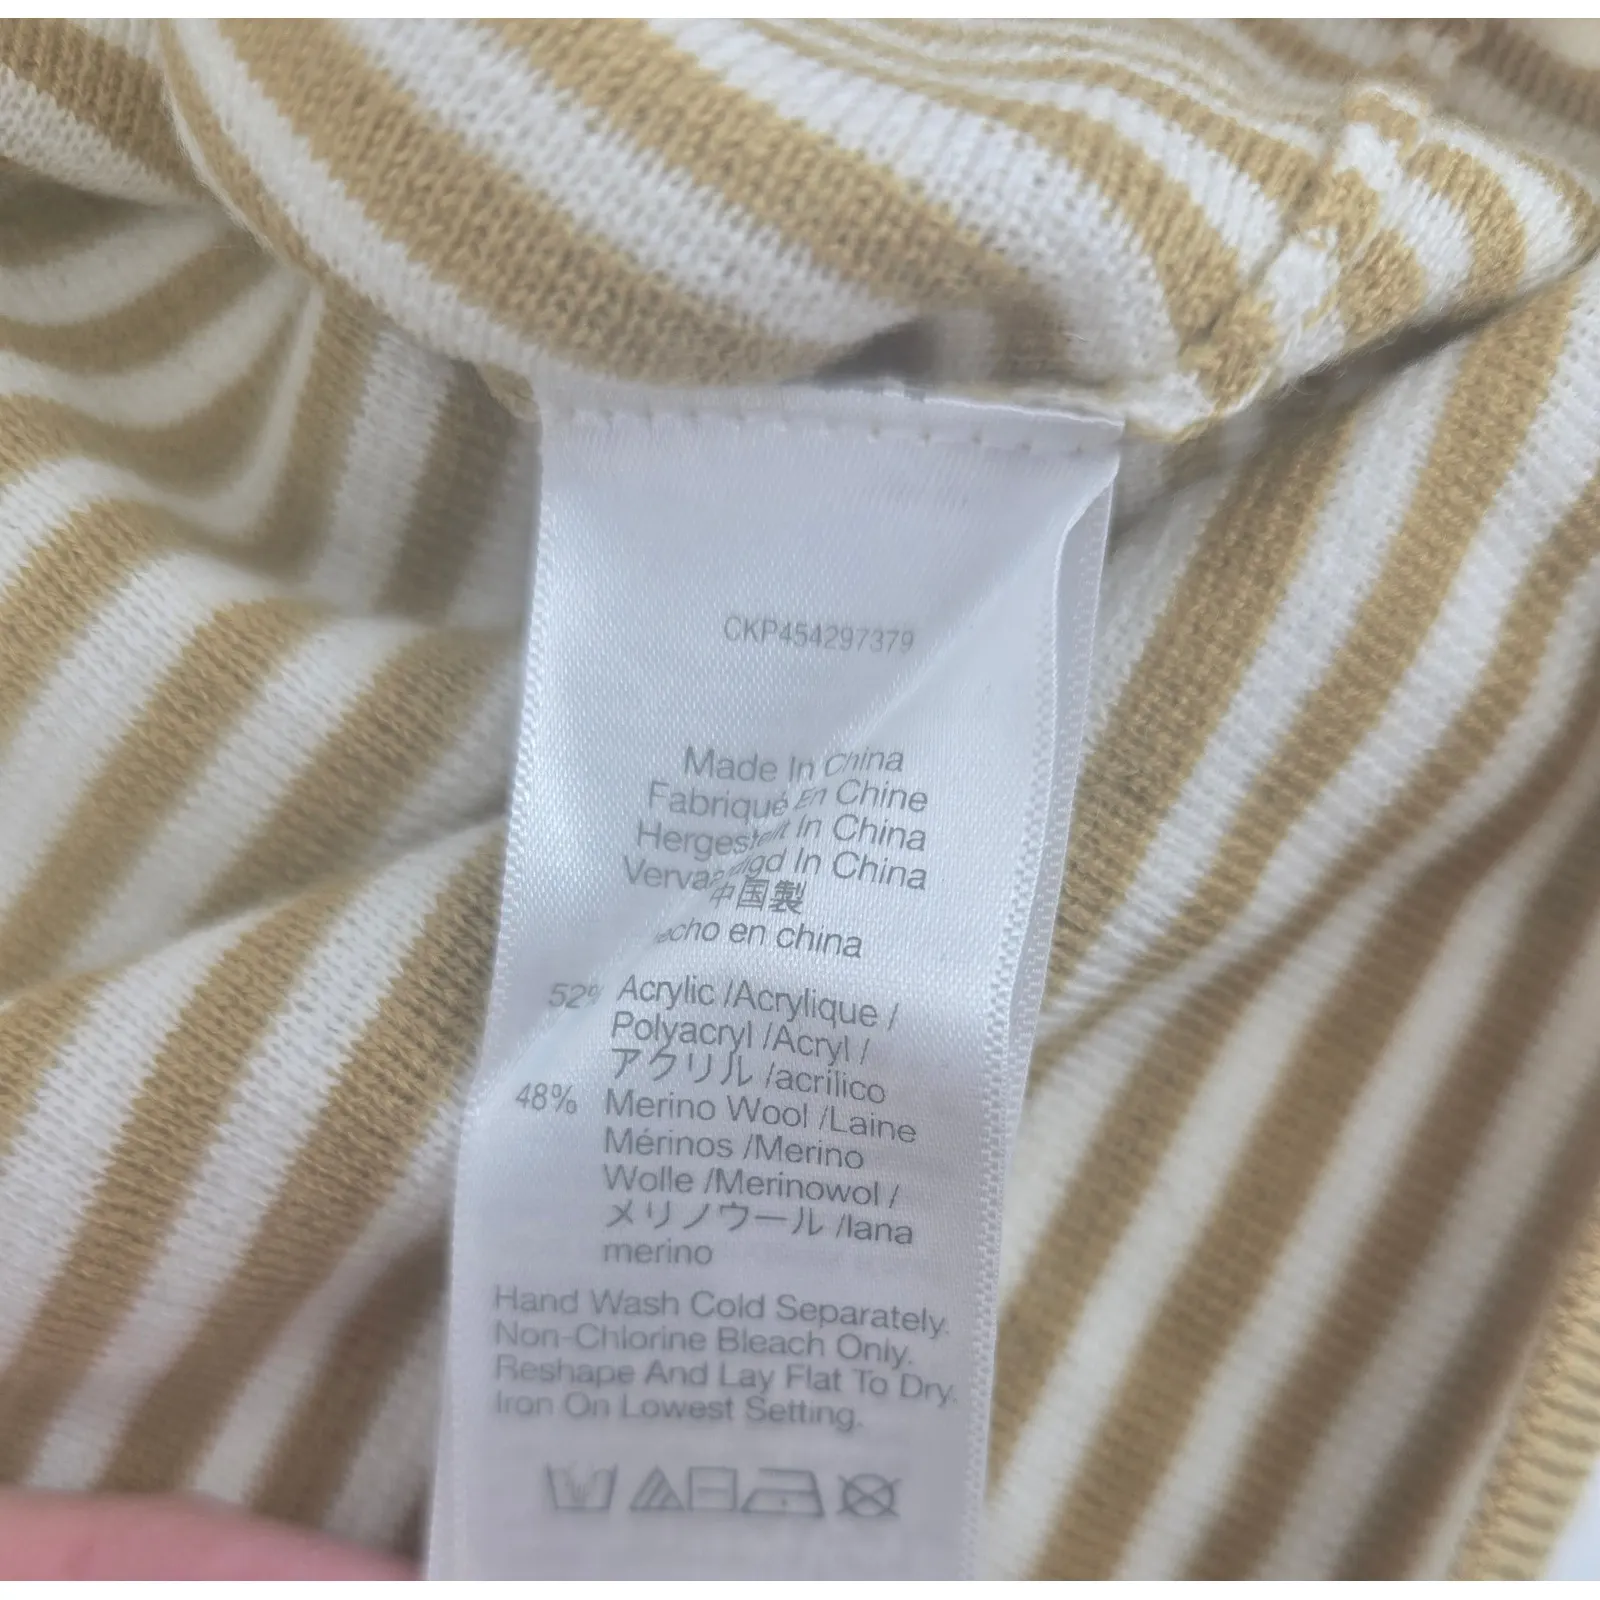 CKP454297379
Made In China
Fabriqué En Chine
In China
In China
中国製
en china
52% Acrylic /Acrylique /
Polyacryl /Acryl /
アクリル /acrilico
48% Merino Wool /Laine
Mérinos /Merino
Wolle /Merinowol /
メリノウール /lana
merino
Hand Wash Cold Separately.
Non-Chlorine Bleach Only.
Reshape And Lay Flat To Dry.
Iron On Lowest Setting.